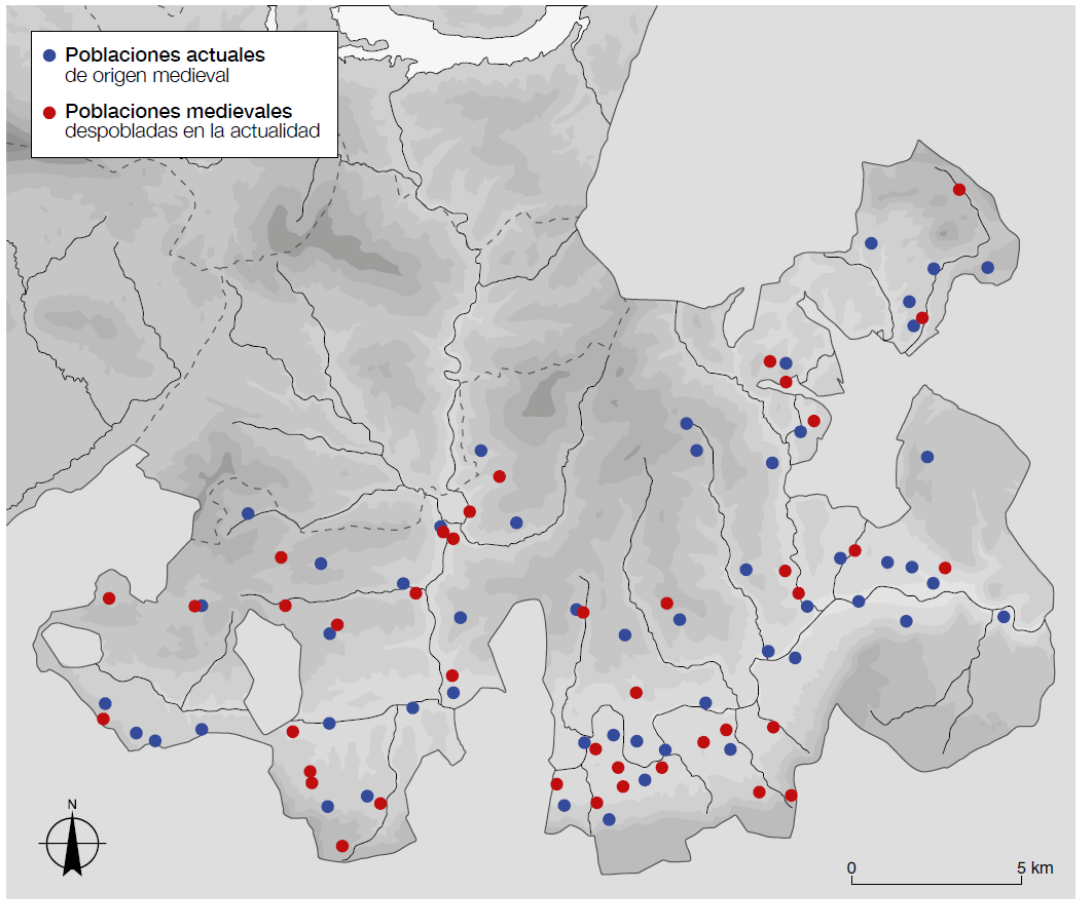 Poblaciones actuales
de origen medieval
Poblaciones medievales
despobladas en la actualidad
N
0 5 km